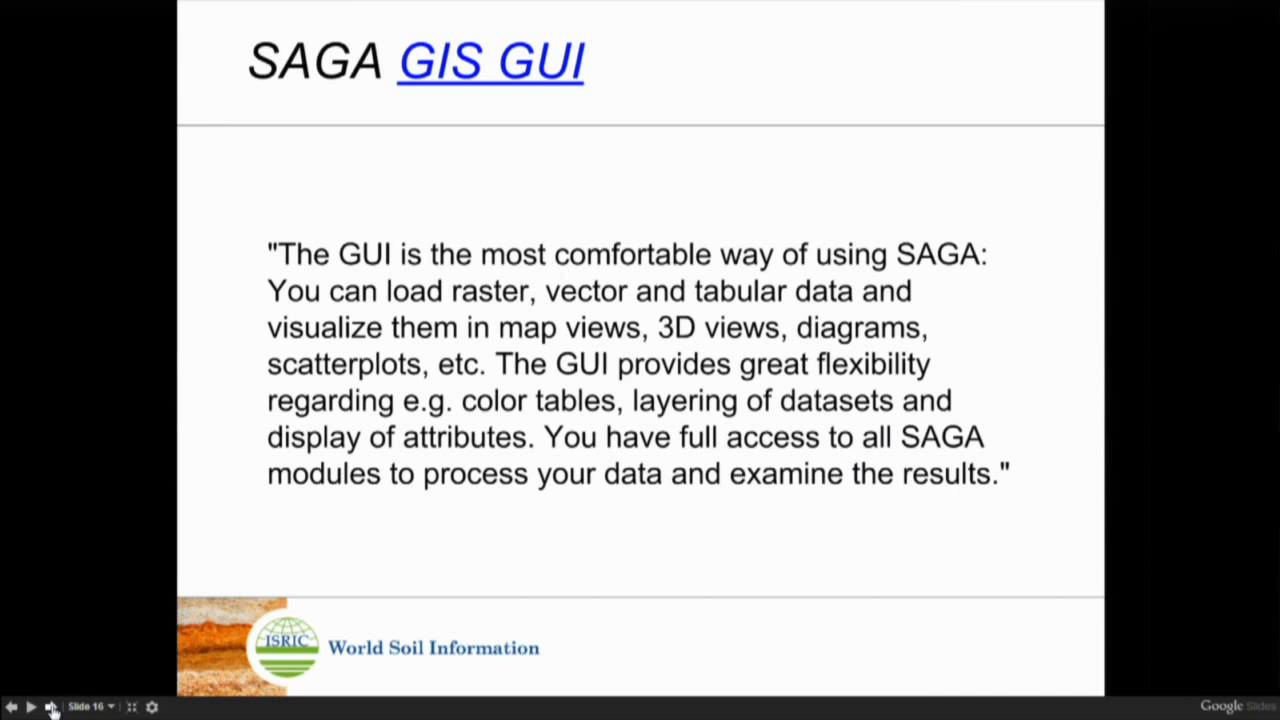 SAGA GIS GUI
"The GUI is the most comfortable way of using SAGA:
You can load raster, vector and tabular data and
visualize them in map views, 3D views, diagrams,
scatterplots, etc. The GUI provides great flexibility
regarding e.g. color tables, layering of datasets and
display of attributes. You have full access to all SAGA
modules to process your data and examine the results."
ISRIC
World Soil Information
Slide 16
Google Slides